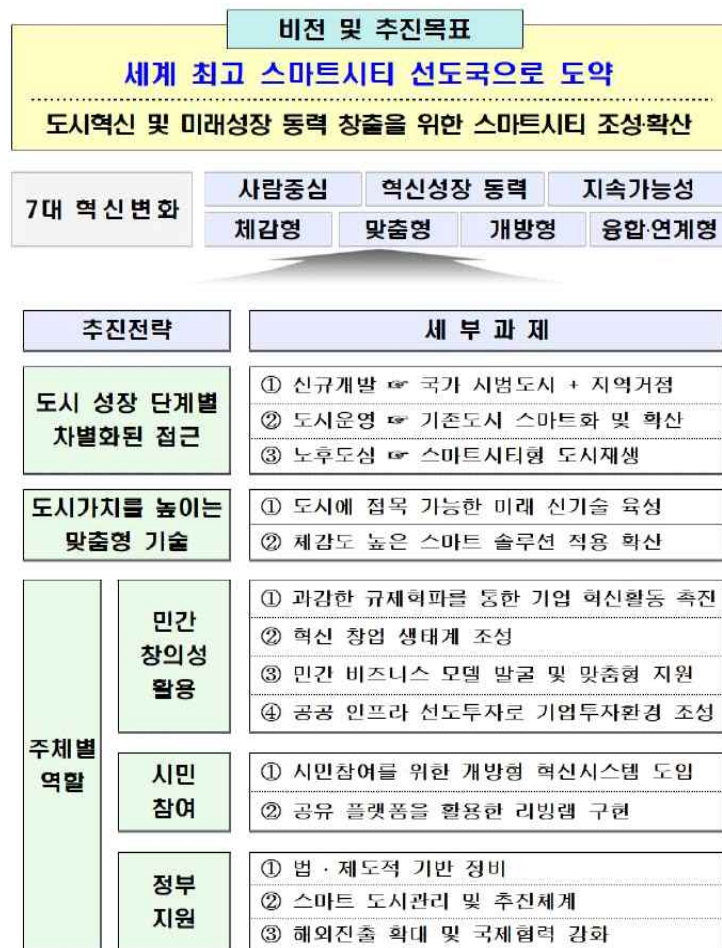 비전 및 추진목표
세계 최고 스마트시티 선도국으로 도약
도시혁신 및 미래성장 동력 창출을 위한 스마트시티 조성·확산
7대 혁신변화
사람중심 혁신성장 동력 지속가능성
체감형 맞춤형 개방형 융합·연계형
추진전략 세 부 과 제
도시 성장 단계별
차별화된 접근
① 신규개발 ☞ 국가 시범도시 + 지역거점
② 도시운영 ☞ 기존도시 스마트화 및 확산
③ 노후도심 ☞ 스마트시티형 도시재생
도시가치를 높이는
맞춤형 기술
① 도시에 접목 가능한 미래 신기술 육성
② 체감도 높은 스마트 솔루션 적용 확산
주체별
역할
민간
창의성
활용
① 과감한 규제혁파를 통한 기업 혁신활동 촉진
② 혁신 창업 생태계 조성
③ 민간 비즈니스 모델 발굴 및 맞춤형 지원
④ 공공 인프라 선도투자로 기업투자환경 조성
시민
참여
① 시민참여를 위한 개방형 혁신시스템 도입
② 공유 플랫폼을 활용한 리빙랩 구현
정부
지원
① 법 · 제도적 기반 정비
② 스마트 도시관리 및 추진체계
③ 해외진출 확대 및 국제협력 강화